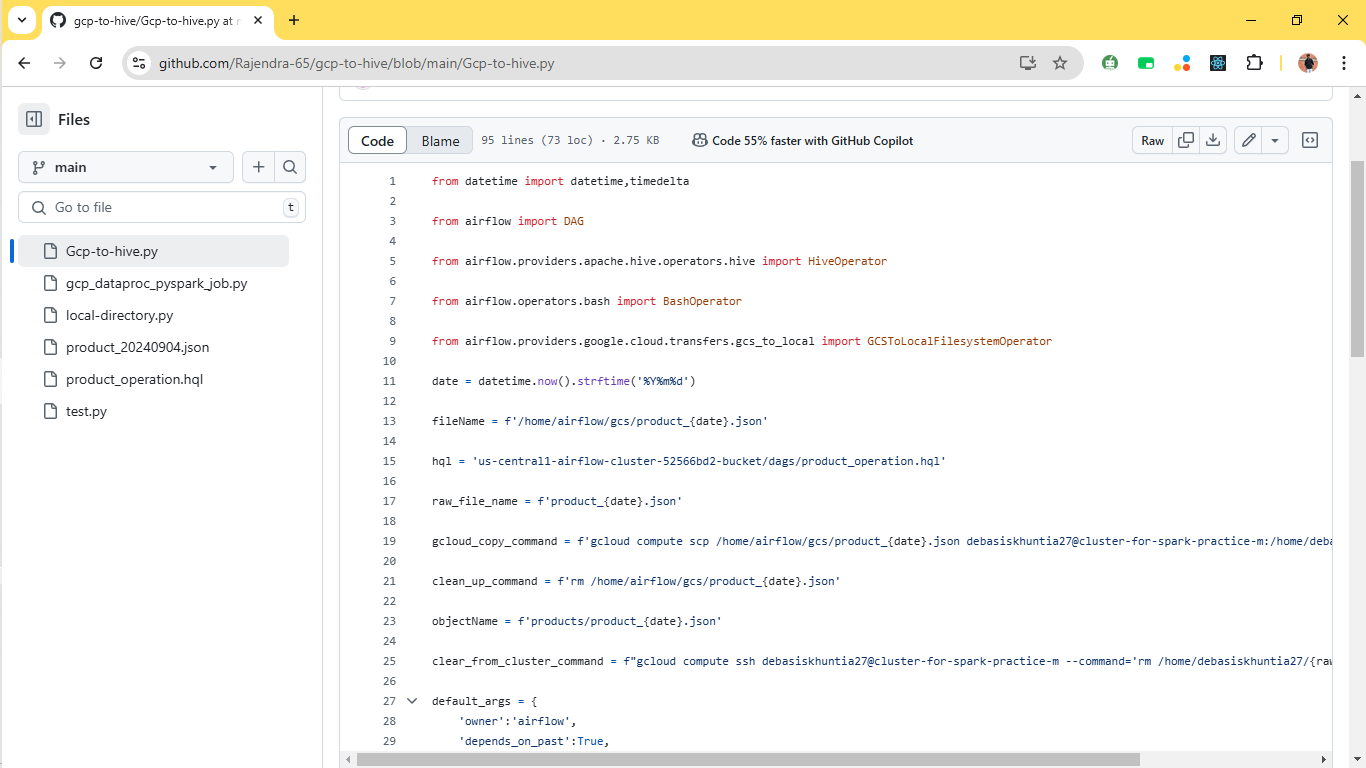 gcp-to-hive/Gcp-to-hive.py at
github.com/Rajendra-65/gcp-to-hive/blob/main/Gcp-to-hive.py
Files
main
Go to file
t
Gcp-to-hive.py
gcp_dataproc_pyspark_job.py
local-directory.py
product_20240904.json
product_operation.hql
test.py
Code Blame 95 lines (73 loc) · 2.75 KB Code 55% faster with GitHub Copilot Raw
1 from datetime import datetime,timedelta
2
3 from airflow import DAG
4
5 from airflow.providers.apache.hive.operators.hive import HiveOperator
6
7 from airflow.operators.bash import BashOperator
8
9 from airflow.providers.google.cloud.transfers.gcs_to_local import GCSToLocalFilesystemOperator
10
11 date = datetime.now().strftime('%Y%m%d')
12
13 fileName = f'/home/airflow/gcs/product_{date}.json'
14
15 hql = 'us-central1-airflow-cluster-52566bd2-bucket/dags/product_operation.hql'
16
17 raw_file_name = f'product_{date}.json'
18
19 gcloud_copy_command = f'gcloud compute scp /home/airflow/gcs/product_{date}.json debasiskhuntia27@cluster-for-spark-practice-m:/home/deba
20
21 clean_up_command = f'rm /home/airflow/gcs/product_{date}.json'
22
23 objectName = f'products/product_{date}.json'
24
25 clear_from_cluster_command = f"gcloud compute ssh debasiskhuntia27@cluster-for-spark-practice-m --command='rm /home/debasiskhuntia27/{raw
26
27 default_args = {
28 'owner':'airflow',
29 'depends_on_past':True,